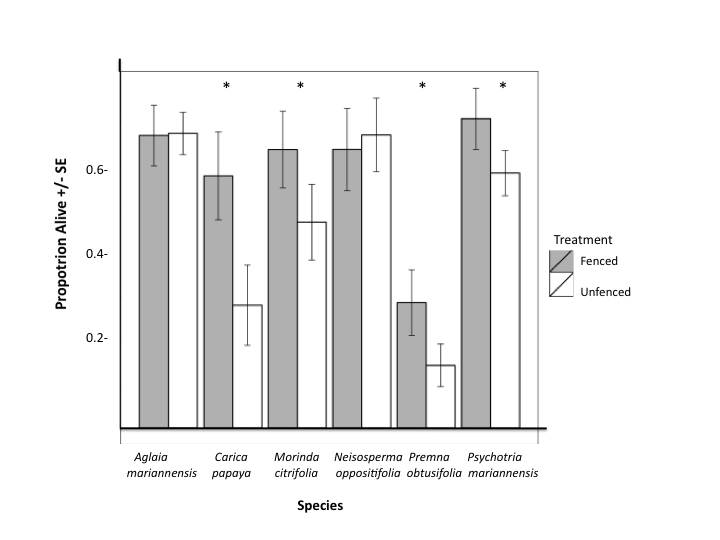 * * * *
Propotrion Alive +/- SE
0.6-
0.4-
0.2-
Treatment
Fenced
Unfenced
Aglaia Carica Morinda Neisosperma Premna Psychotria
mariannensis papaya citrifolia oppositifolia obtusifolia mariannensis
Species